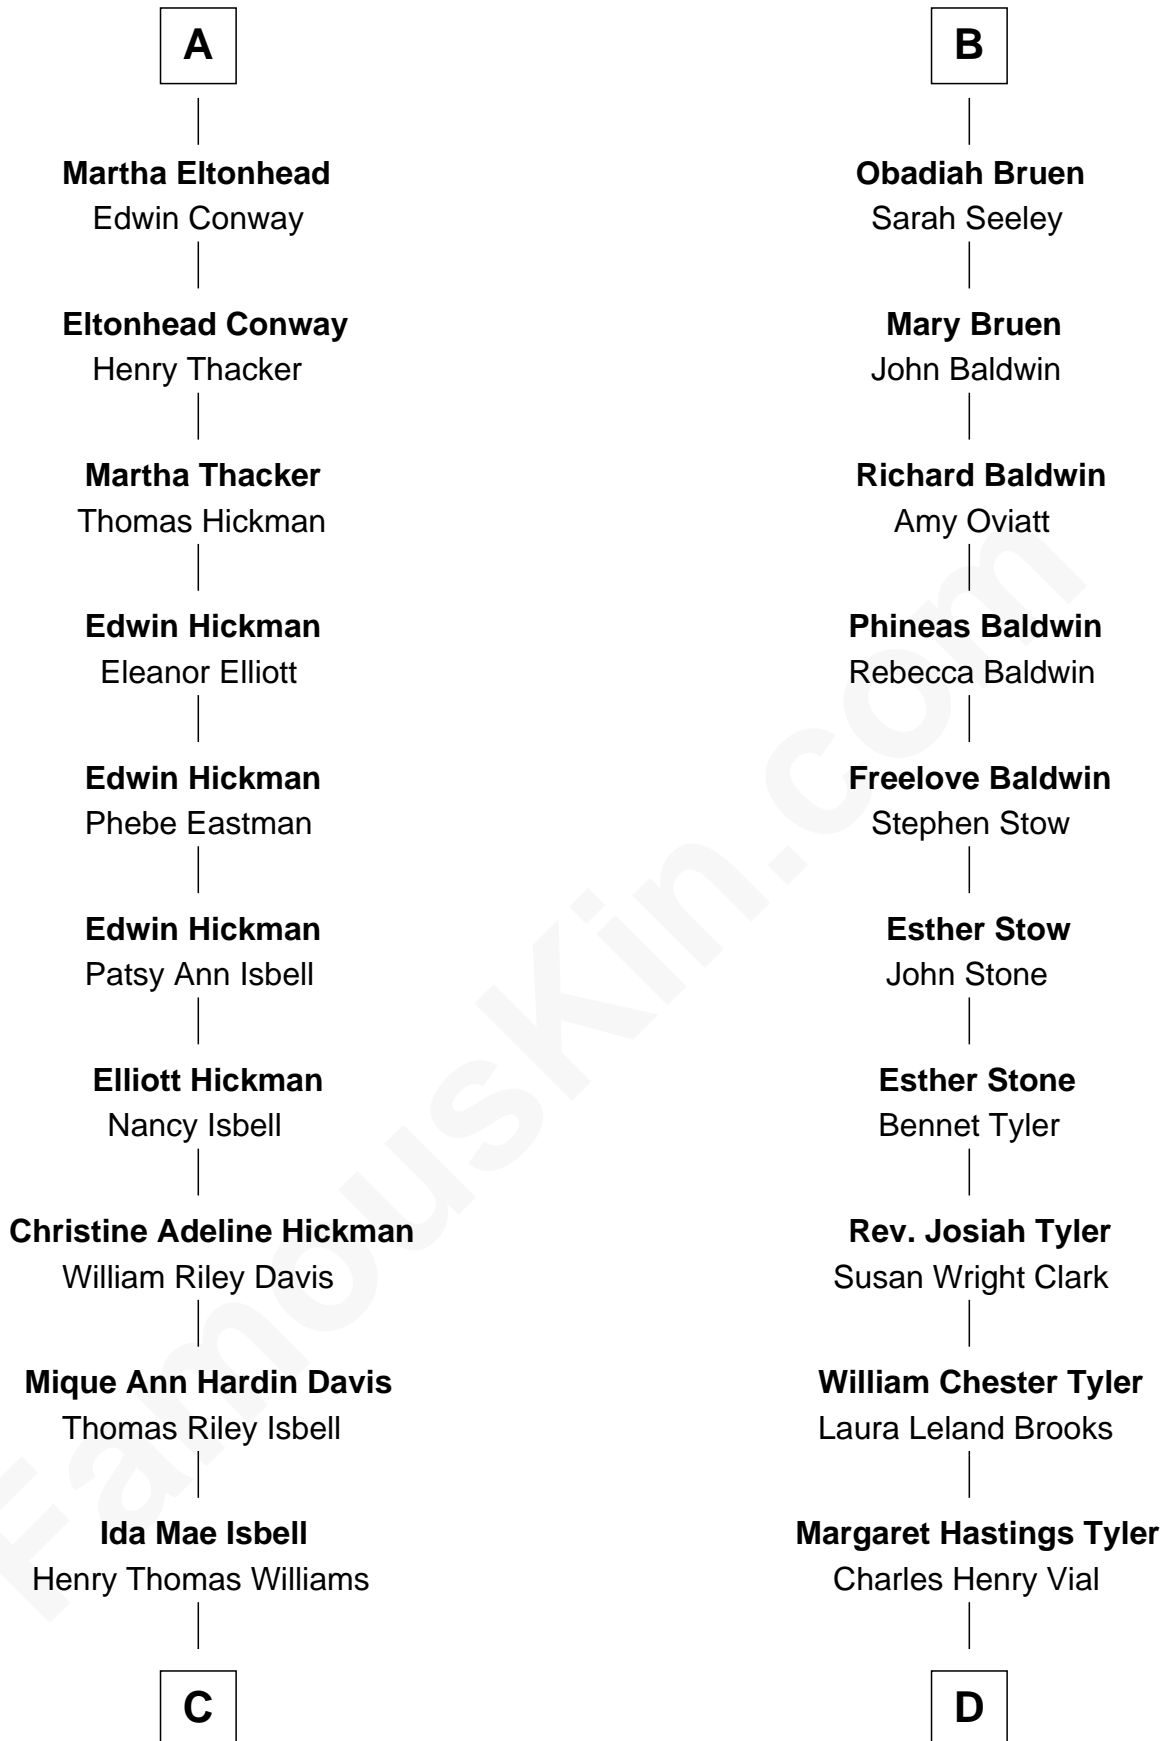 A
Martha Eltonhead
Edwin Conway
Eltonhead Conway
Henry Thacker
Martha Thacker
Thomas Hickman
Edwin Hickman
Eleanor Elliott
Edwin Hickman
Phebe Eastman
Edwin Hickman
Patsy Ann Isbell
Elliott Hickman
Nancy Isbell
Christine Adeline Hickman
William Riley Davis
Mique Ann Hardin Davis
Thomas Riley Isbell
Ida Mae Isbell
Henry Thomas Williams
C
B
Obadiah Bruen
Sarah Seeley
Mary Bruen
John Baldwin
Richard Baldwin
Amy Oviatt
Phineas Baldwin
Rebecca Baldwin
Freelove Baldwin
Stephen Stow
Esther Stow
John Stone
Esther Stone
Bennet Tyler
Rev. Josiah Tyler
Susan Wright Clark
William Chester Tyler
Laura Leland Brooks
Margaret Hastings Tyler
Charles Henry Vial
D
FamousKin.com